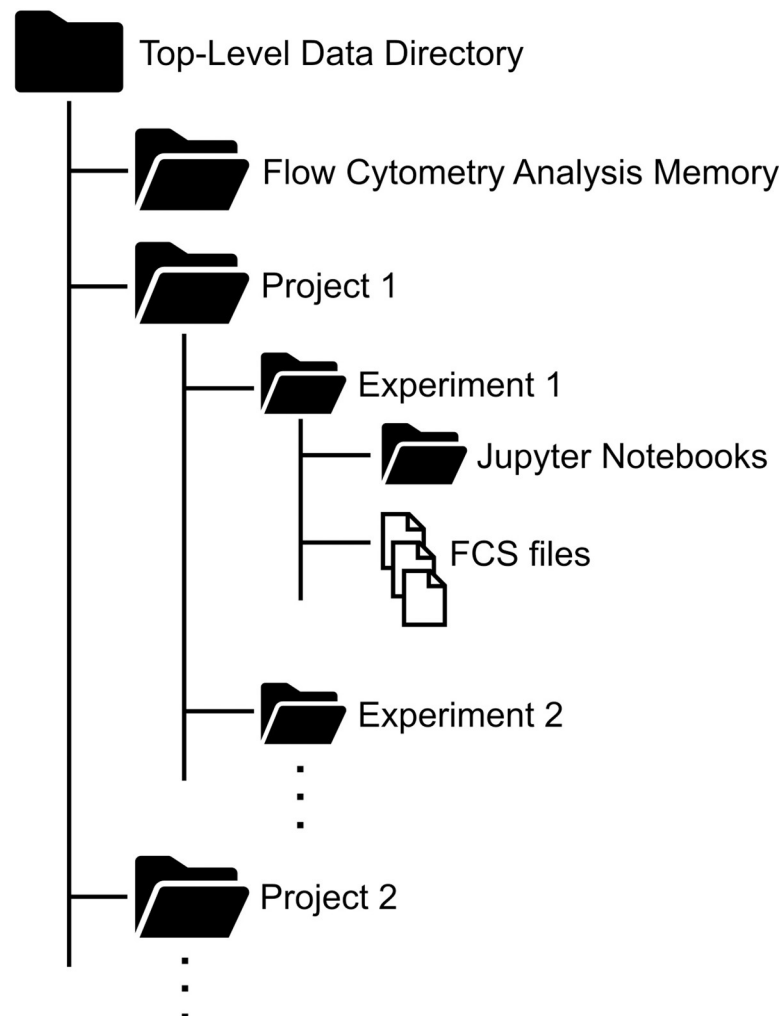 Top-Level Data Directory
Flow Cytometry Analysis Memory
Project 1
Experiment 1
Jupyter Notebooks
FCS files
Experiment 2
Project 2